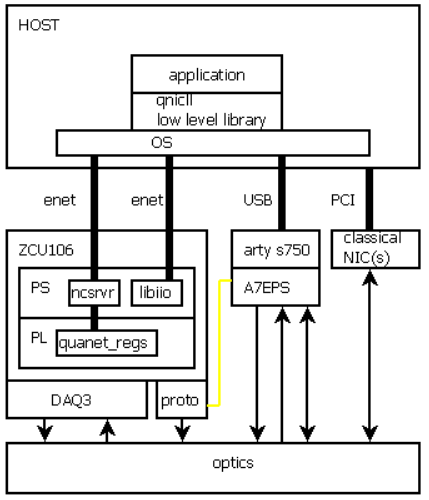 HOST
application
qnicll
low level library
OS
enet
enet
USB
PCI
ZCU106
arty s750
classical
NIC(s)
PS
ncsrvr
libiio
A7EPS
PL
quanet_regs
DAQ3
proto
optics